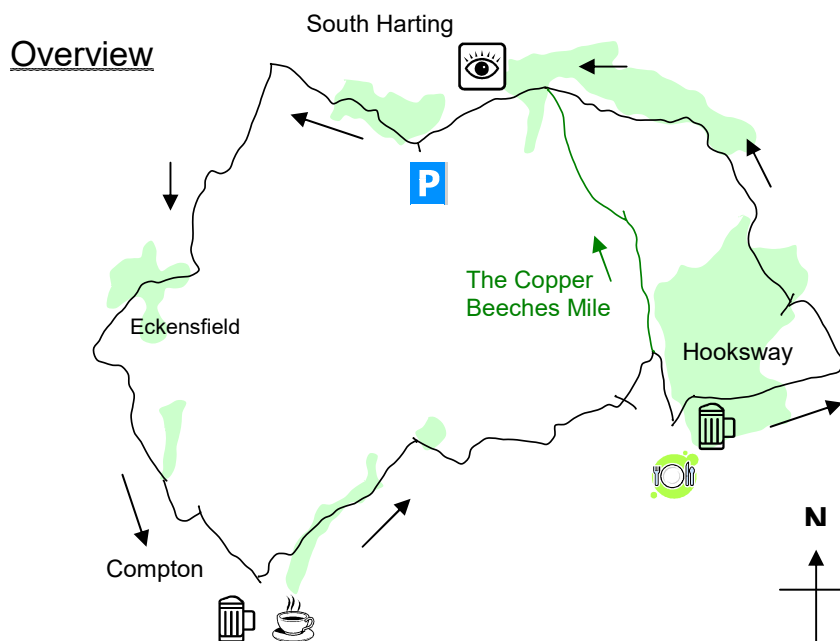 South Harting
Overview
P
The Copper
Beeches Mile
Eckensfield
Hooksway
N
Compton